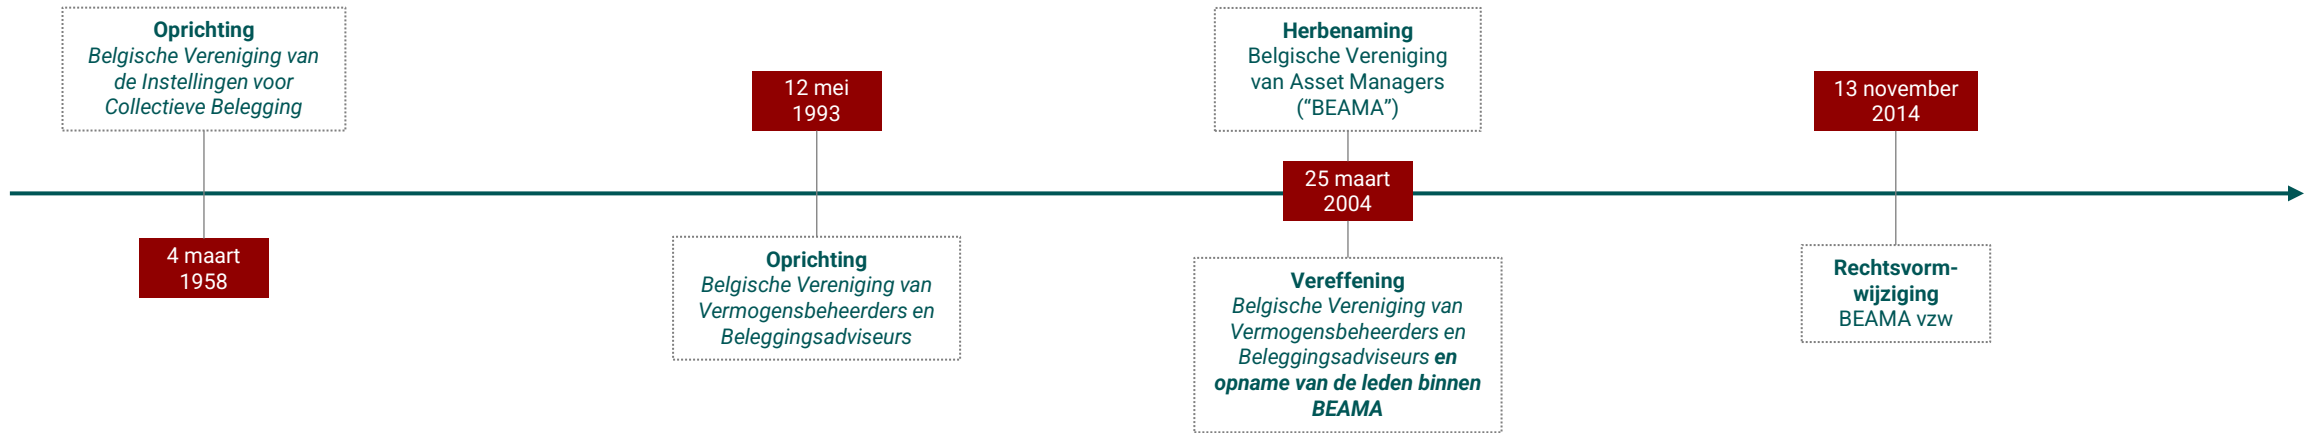 Oprichting
Belgische Vereniging van
de Instellingen voor
Collectieve Belegging
4 maart
1958
12 mei
1993
Oprichting
Belgische Vereniging van
Vermogensbeheerders en
Beleggingsadviseurs
Herbenaming
Belgische Vereniging
van Asset Managers
(“BEAMA”)
25 maart
2004
Vereffening
Belgische Vereniging van
Vermogensbeheerders en
Beleggingsadviseurs en
opname van de leden binnen
BEAMA
13 november
2014
Rechtsvorm-
wijziging
BEAMA vzw